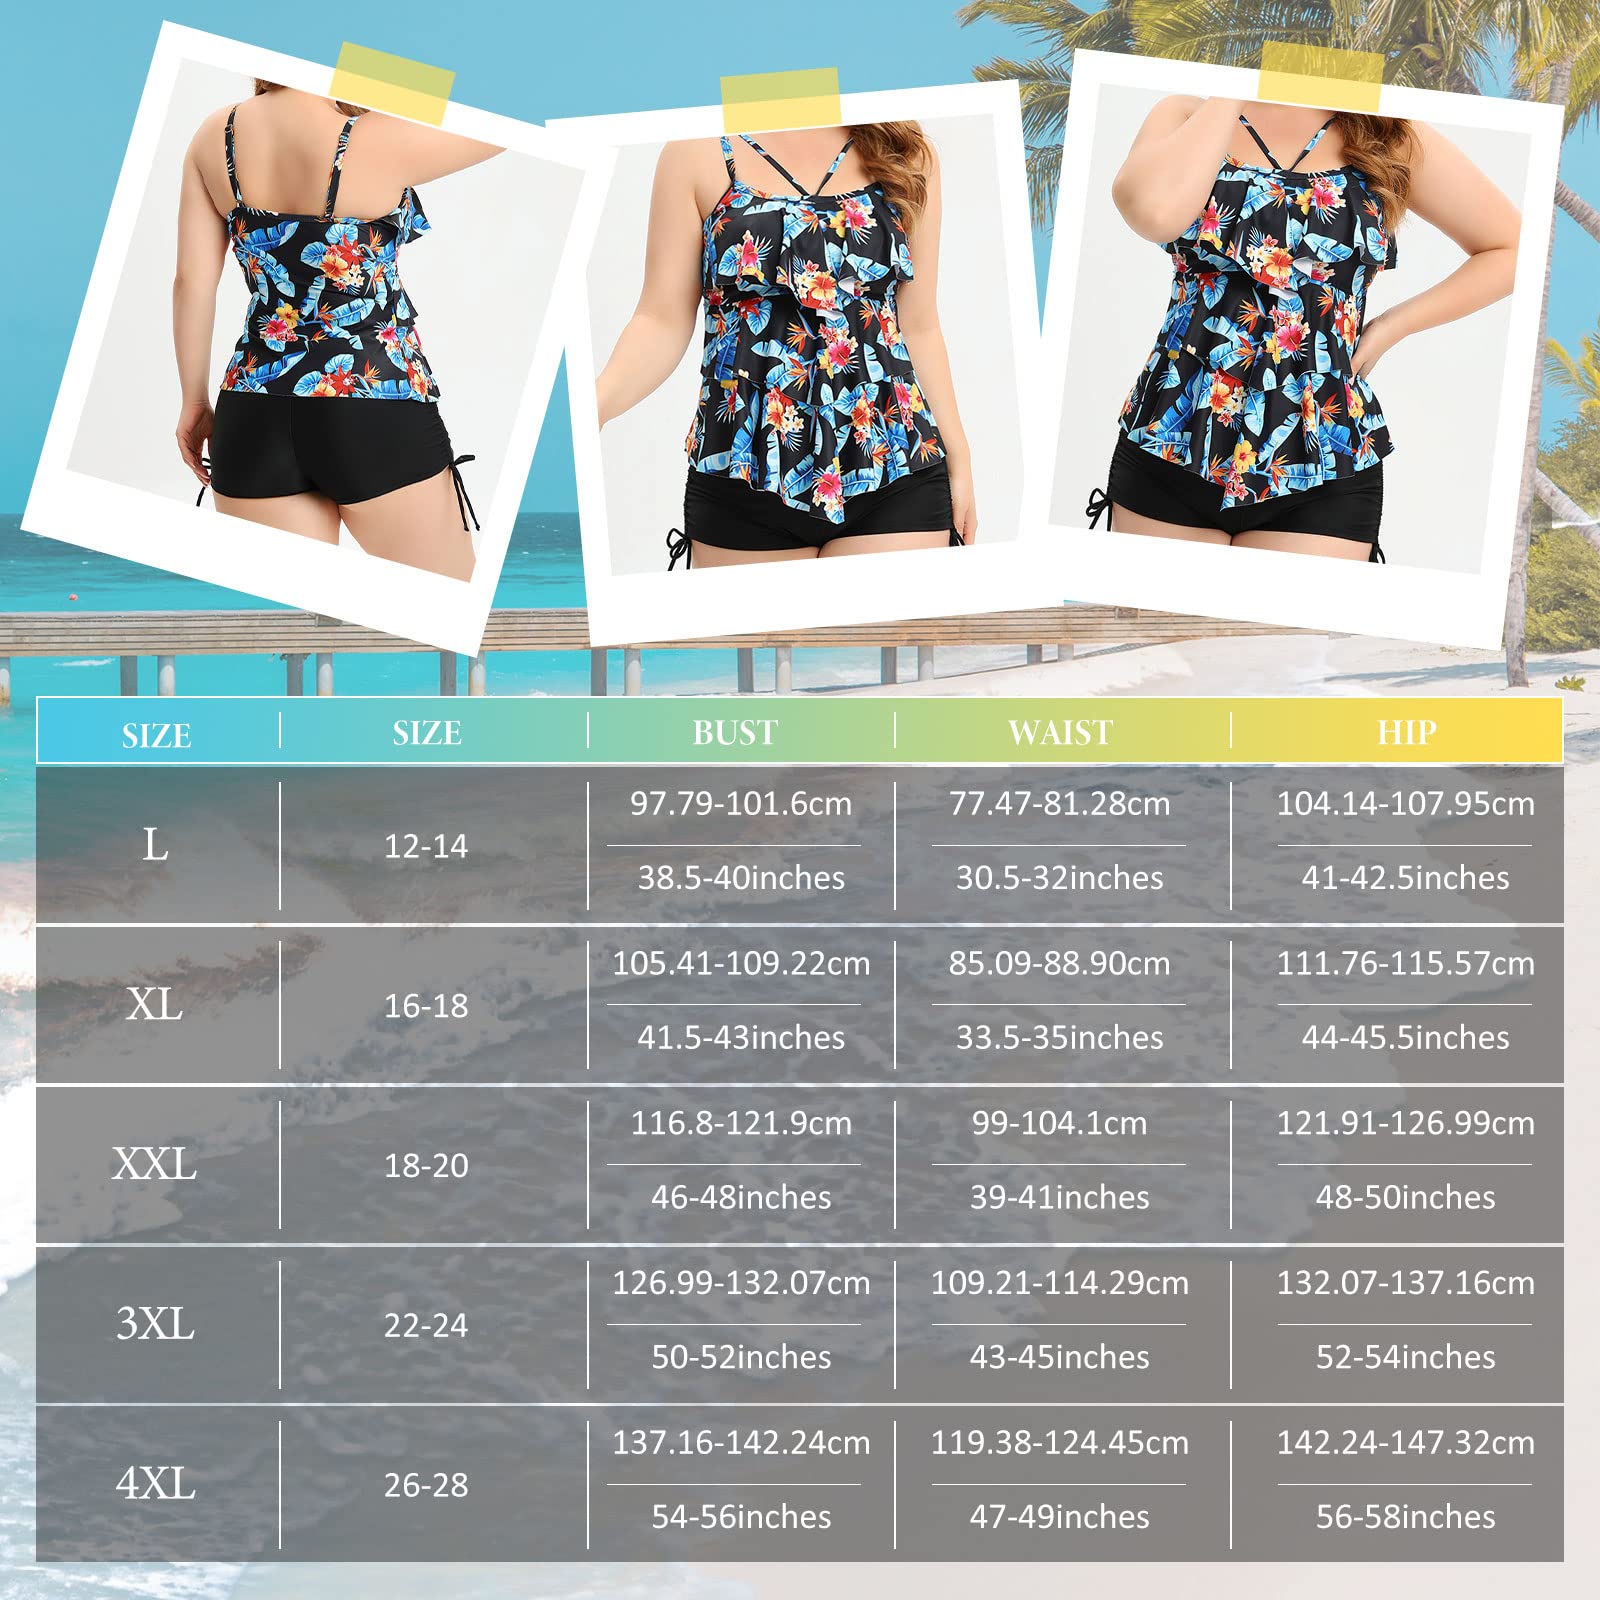 SIZE SIZE BUST WAIST HIP
L 12-14 97.79-101.6cm 77.47-81.28cm 104.14-107.95cm
38.5-40inches 30.5-32inches 41-42.5inches
XL 16-18 105.41-109.22cm 85.09-88.90cm 111.76-115.57cm
41.5-43inches 33.5-35inches 44-45.5inches
XXL 18-20 116.8-121.9cm 99-104.1cm 121.91-126.99cm
46-48inches 39-41inches 48-50inches
3XL 22-24 126.99-132.07cm 109.21-114.29cm 132.07-137.16cm
50-52inches 43-45inches 52-54inches
4XL 26-28 137.16-142.24cm 119.38-124.45cm 142.24-147.32cm
54-56inches 47-49inches 56-58inches